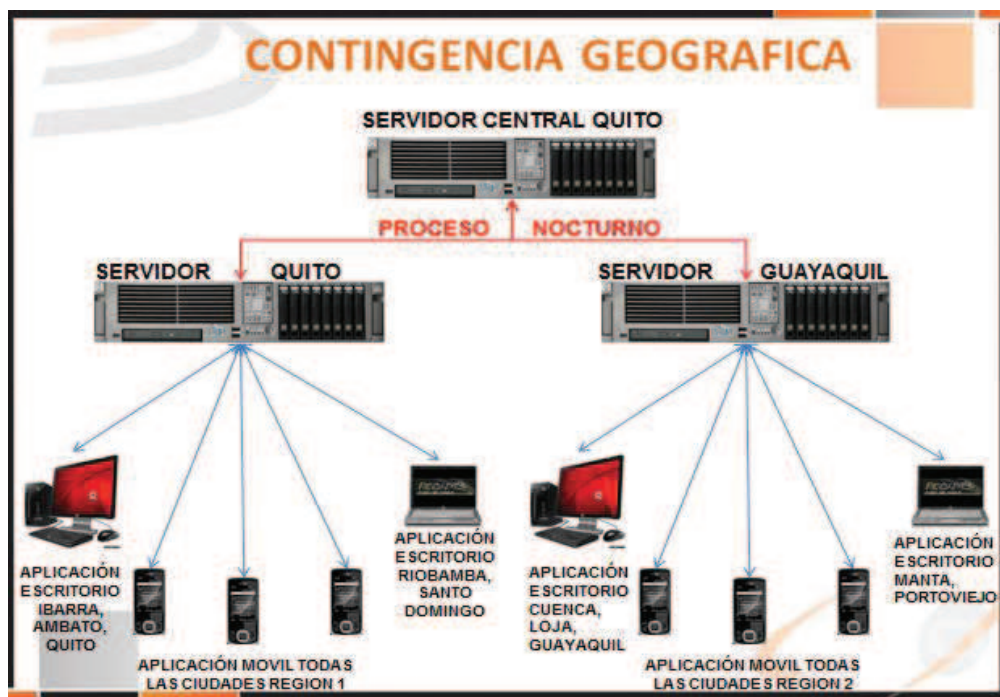 CONTINGENCIA GEOGRAFICA
SERVIDOR CENTRAL QUITO
PROCESO NOCTURNO
SERVIDOR QUITO
SERVIDOR GUAYAQUIL
APLICACIÓN
ESCRITORIO
IBARRA,
AMBATO,
QUITO
APLICACIÓN
ESCRITORIO
RIOBAMBA,
SANTO
DOMINGO
APLICACIÓN MOVIL TODAS
LAS CIUDADES REGION 1
APLICACIÓN
ESCRITORIO
CUENCA,
LOJA,
GUAYAQUIL
APLICACIÓN
ESCRITORIO
MANTA,
PORTOVIEJO
APLICACIÓN MOVIL TODAS
LAS CIUDADES REGION 2